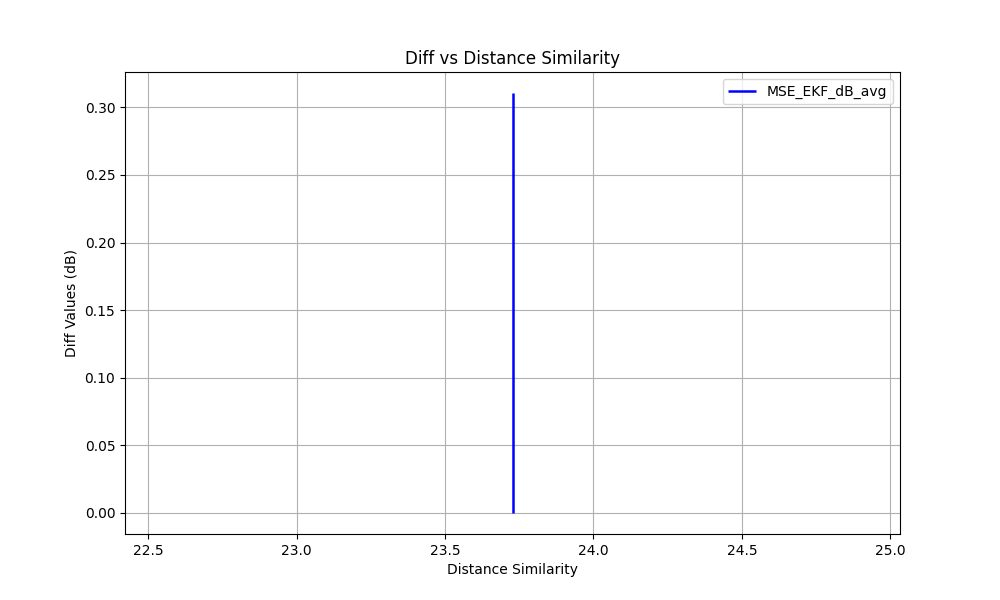 Diff vs Distance Similarity
MSE_EKF_dB_avg
Diff Values (dB)
0.30
0.25
0.20
0.15
0.10
0.05
0.00
22.5 23.0 23.5 24.0 24.5 25.0
Distance Similarity